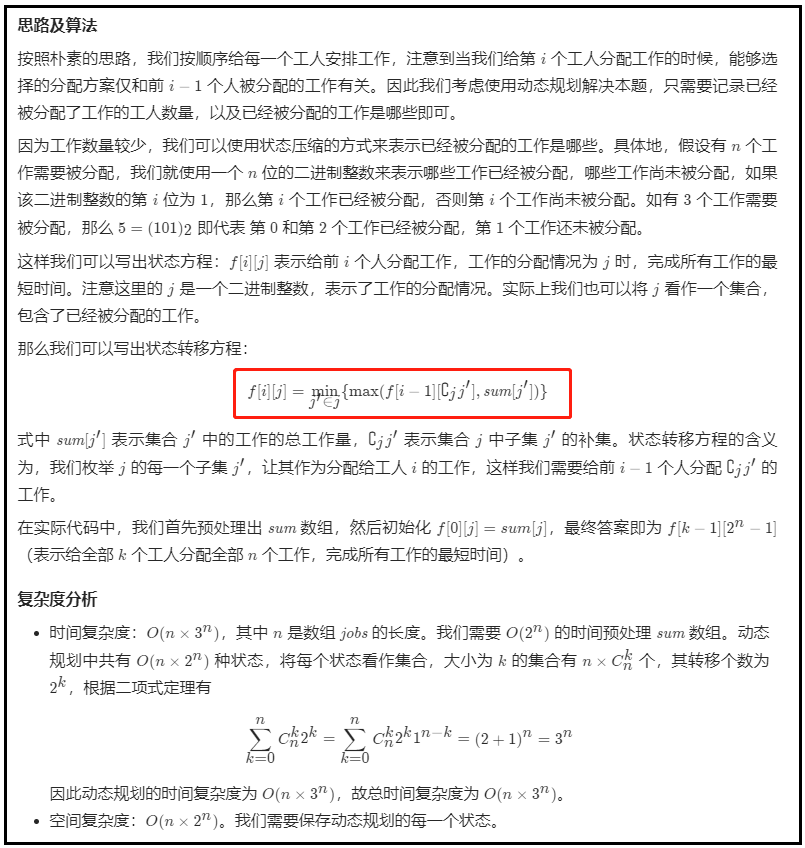 思路及算法
按照朴素的思路，我们按顺序给每一个工人安排工作，注意到当我们给第 i 个工人分配工作的时候，能够选
择的分配方案仅和前 i − 1 个人被分配的工作有关。因此我们考虑使用动态规划解决本题，只需要记录已经
被分配了工作的工人数量，以及已经被分配的工作是哪些即可。
因为工作数量较少，我们可以使用状态压缩的方式来表示已经被分配的工作是哪些。具体地，假设有 n 个工
作需要被分配，我们就使用一个 n 位的二进制整数来表示哪些工作已经被分配，哪些工作尚未被分配，如果
该二进制整数的第 i 位为 1，那么第 i 个工作已经被分配，否则第 i 个工作尚未被分配。如有 3 个工作需要
被分配，那么 5 = (101)2 即代表 第 0 和第 2 个工作已经被分配，第 1 个工作还未被分配。
这样我们可以写出状态方程：f[i][j] 表示给前 i 个人分配工作，工作的分配情况为 j 时，完成所有工作的最
短时间。注意这里的 j 是一个二进制整数，表示了工作的分配情况。实际上我们也可以将 j 看作一个集合，
包含了已经被分配的工作。
那么我们可以写出状态转移方程：
f[i][j] = min j′∈j {max(f[i − 1][∁jj′], sum[j′])}
式中 sum[j′] 表示集合 j′ 中的工作的总工作量，∁jj′ 表示集合 j 中子集 j′ 的补集。状态转移方程的含义
为，我们枚举 j 的每一个子集 j′，让其作为分配给工人 i 的工作，这样我们需要给前 i − 1 个人分配 ∁jj′ 的
工作。
在实际代码中，我们首先预处理出 sum 数组，然后初始化 f[0][j] = sum[j]，最终答案即为 f[k − 1][2ⁿ − 1]
（表示给全部 k 个工人分配全部 n 个工作，完成所有工作的最短时间）。
复杂度分析
• 时间复杂度：O(n × 3ⁿ)，其中 n 是数组 jobs 的长度。我们需要 O(2ⁿ) 的时间预处理 sum 数组。动态
规划中共有 O(n × 2ⁿ) 种状态，将每个状态看作集合，大小为 k 的集合有 n × Cₙᵏ 个，其转移个数为
2ᵏ，根据二项式定理有
∑ₖ₌₀ⁿ Cₙᵏ2ᵏ = ∑ₖ₌₀ⁿ Cₙᵏ2ᵏ1ⁿ⁻ᵏ = (2 + 1)ⁿ = 3ⁿ
因此动态规划的时间复杂度为 O(n × 3ⁿ)，故总时间复杂度为 O(n × 3ⁿ)。
• 空间复杂度：O(n × 2ⁿ)。我们需要保存动态规划的每一个状态。